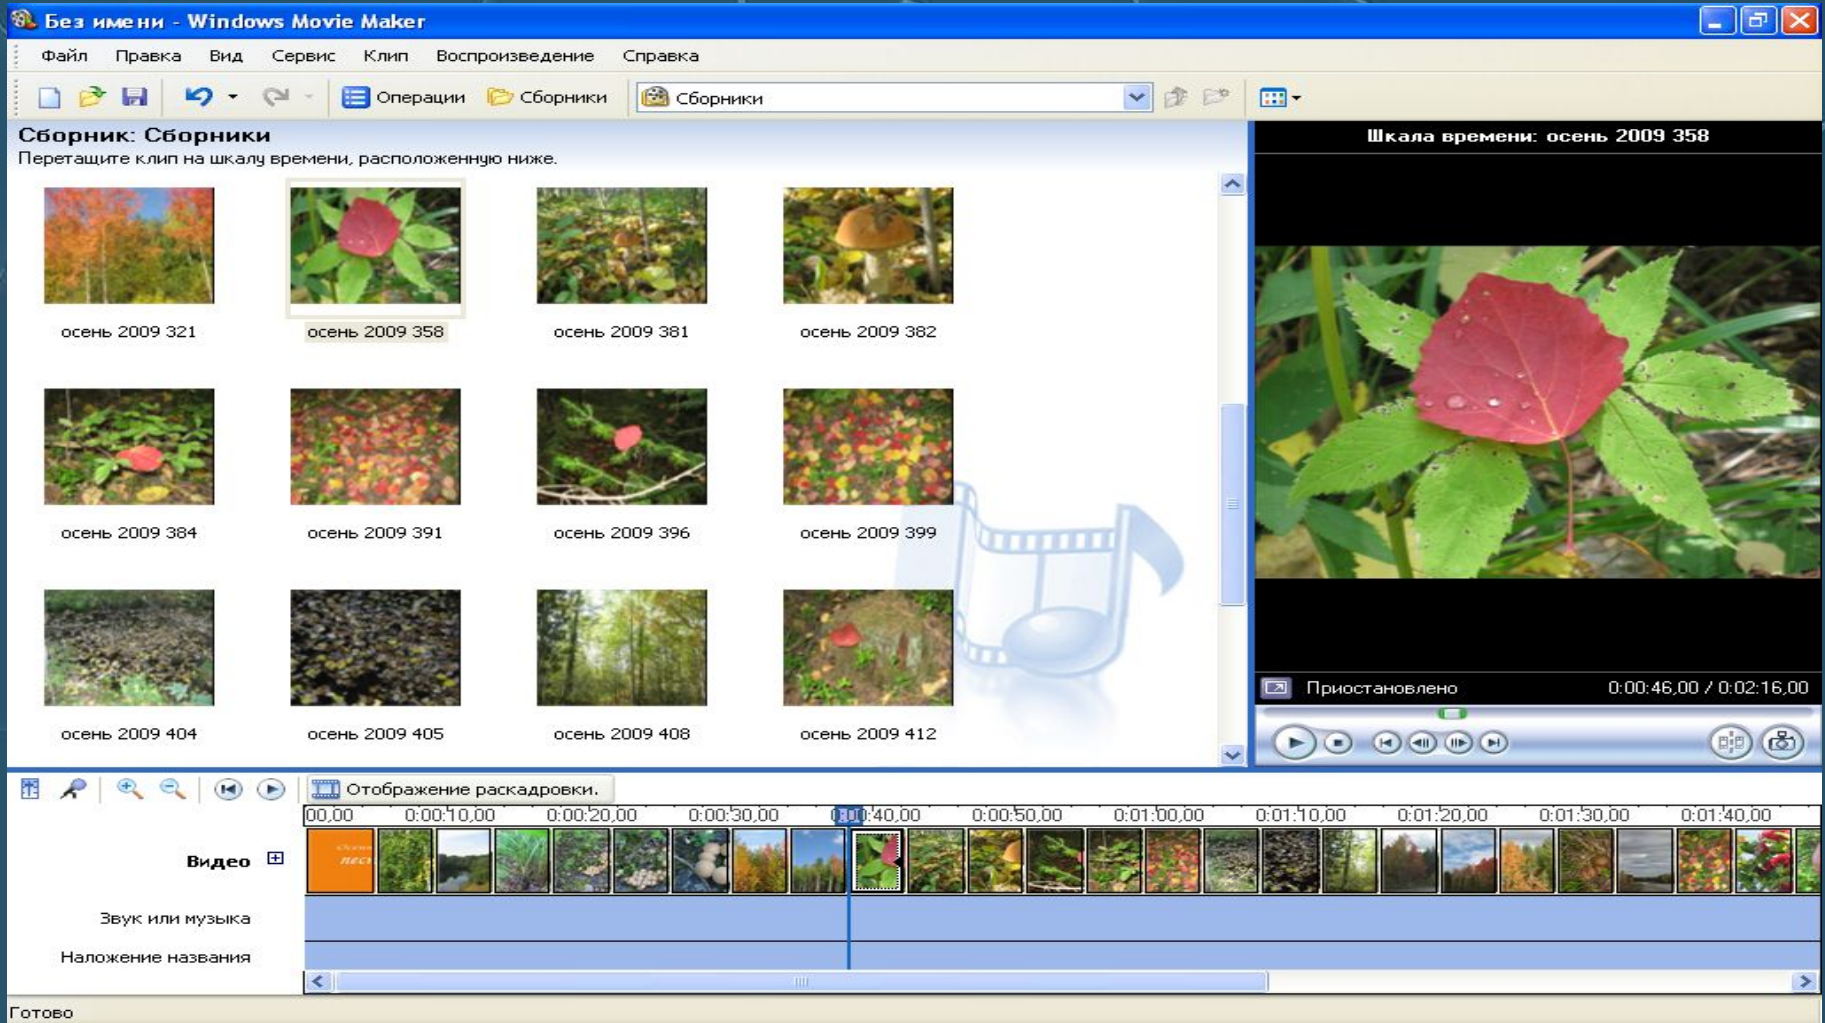 Без имени - Windows Movie Maker
Файл Правка Вид Сервис Клип Воспроизведение Справка
Операции Сборники Сборники
Сборник: Сборники
Перетащите клип на шкалу времени, расположенную ниже.
Шкала времени: осень 2009 358
осень 2009 321 осень 2009 358 осень 2009 381 осень 2009 382
осень 2009 384 осень 2009 391 осень 2009 396 осень 2009 399
осень 2009 404 осень 2009 405 осень 2009 408 осень 2009 412
Приостановлено 0:00:46,00 / 0:02:16,00
Отображение раскадровки.
00,00 0:00:10,00 0:00:20,00 0:00:30,00 0:00:40,00 0:00:50,00 0:01:00,00 0:01:10,00 0:01:20,00 0:01:30,00 0:01:40,00
Видео
Звук или музыка
Наложение названия
Готово